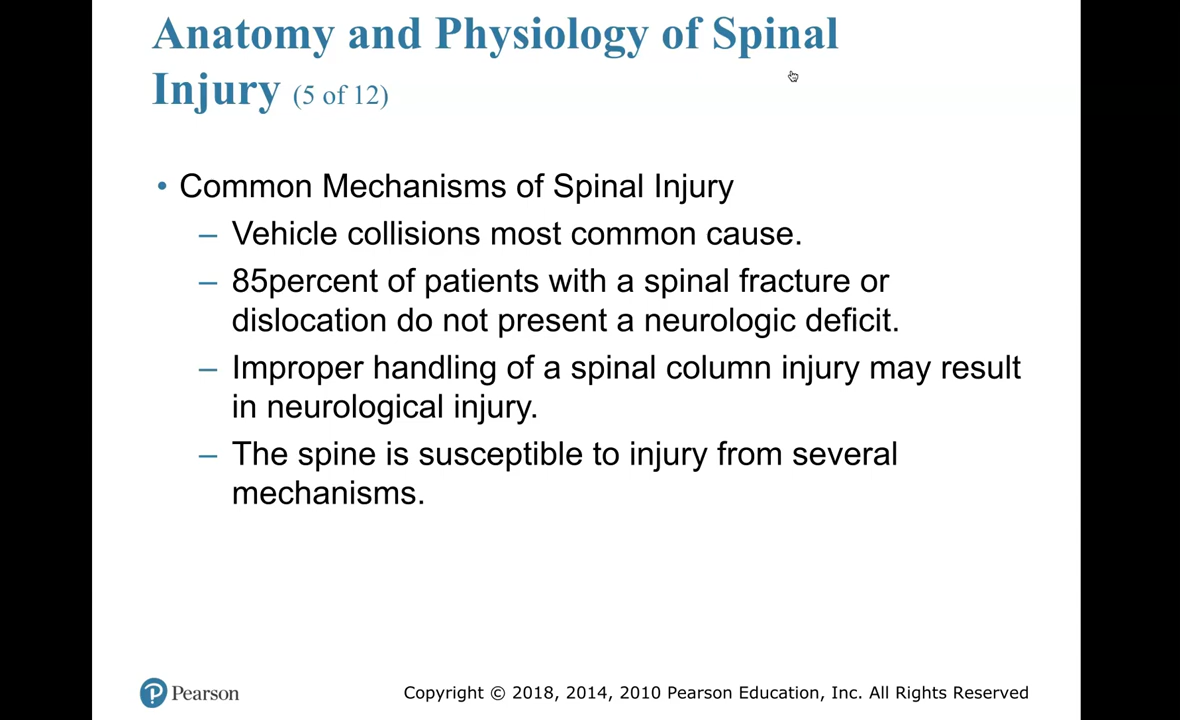 Anatomy and Physiology of Spinal
Injury (5 of 12)
• Common Mechanisms of Spinal Injury
– Vehicle collisions most common cause.
– 85percent of patients with a spinal fracture or
dislocation do not present a neurologic deficit.
– Improper handling of a spinal column injury may result
in neurological injury.
– The spine is susceptible to injury from several
mechanisms.
P Pearson
Copyright © 2018, 2014, 2010 Pearson Education, Inc. All Rights Reserved